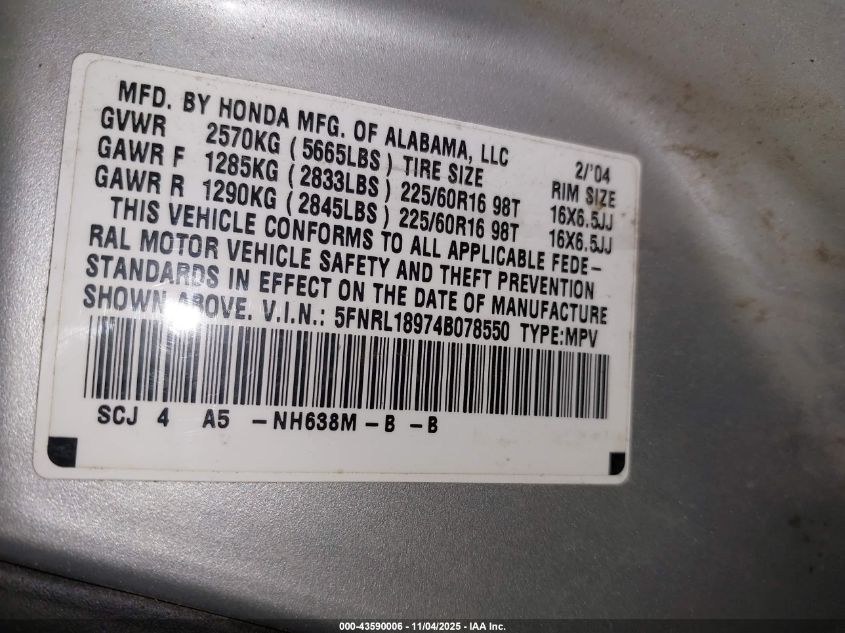 MFD. BY HONDA MFG. OF ALABAMA, LLC 2/'04
GVWR 2570KG ( 5665LBS ) TIRE SIZE RIM SIZE
GAWR F 1285KG ( 2833LBS ) 225/60R16 98T 16X6.5JJ
GAWR R 1290KG ( 2845LBS ) 225/60R16 98T 16X6.5JJ
THIS VEHICLE CONFORMS TO ALL APPLICABLE FEDE-
RAL MOTOR VEHICLE SAFETY AND THEFT PREVENTION
STANDARDS IN EFFECT ON THE DATE OF MANUFACTURE
SHOWN ABOVE. V.I.N.: 5FNRL18974B078550 TYPE:MPV
SCJ 4 A5 -NH638M-B -B
000-43590006 - 11/04/2025 - IAA Inc.